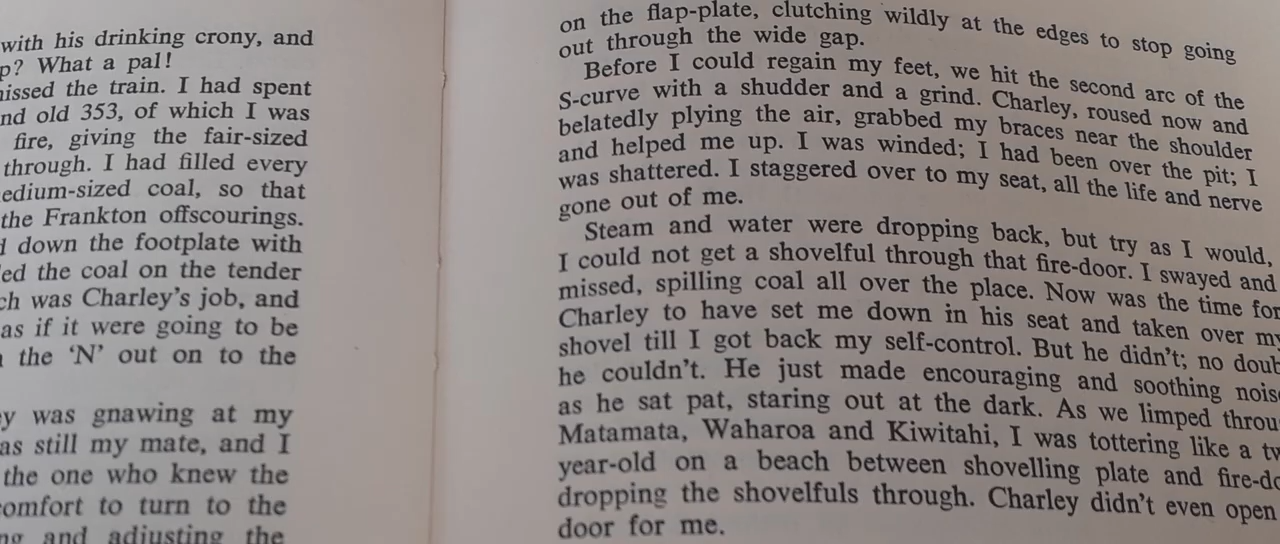 with his drinking crony, and
p? What a pal!
issed the train. I had spent
nd old 353, of which I was
fire, giving the fair-sized
through. I had filled every
edium-sized coal, so that
the Frankton offscourings.
down the footplate with
ed the coal on the tender
ch was Charley's job, and
as if it were going to be
the ‘N’ out on to the
y was gnawing at my
as still my mate, and I
the one who knew the
omfort to turn to the
ng and adjusting the
on the flap-plate, clutching wildly at the edges to stop going
out through the wide gap.
Before I could regain my feet, we hit the second arc of the
S-curve with a shudder and a grind. Charley, roused now and
belatedly plying the air, grabbed my braces near the shoulder
and helped me up. I was winded; I had been over the pit; I
was shattered. I staggered over to my seat, all the life and nerve
gone out of me.
Steam and water were dropping back, but try as I would,
I could not get a shovelful through that fire-door. I swayed and
missed, spilling coal all over the place. Now was the time for
Charley to have set me down in his seat and taken over my
shovel till I got back my self-control. But he didn't; no doub
he couldn't. He just made encouraging and soothing nois
as he sat pat, staring out at the dark. As we limped throu
Matamata, Waharoa and Kiwitahi, I was tottering like a tw
year-old on a beach between shovelling plate and fire-do
dropping the shovelfuls through. Charley didn't even open
door for me.